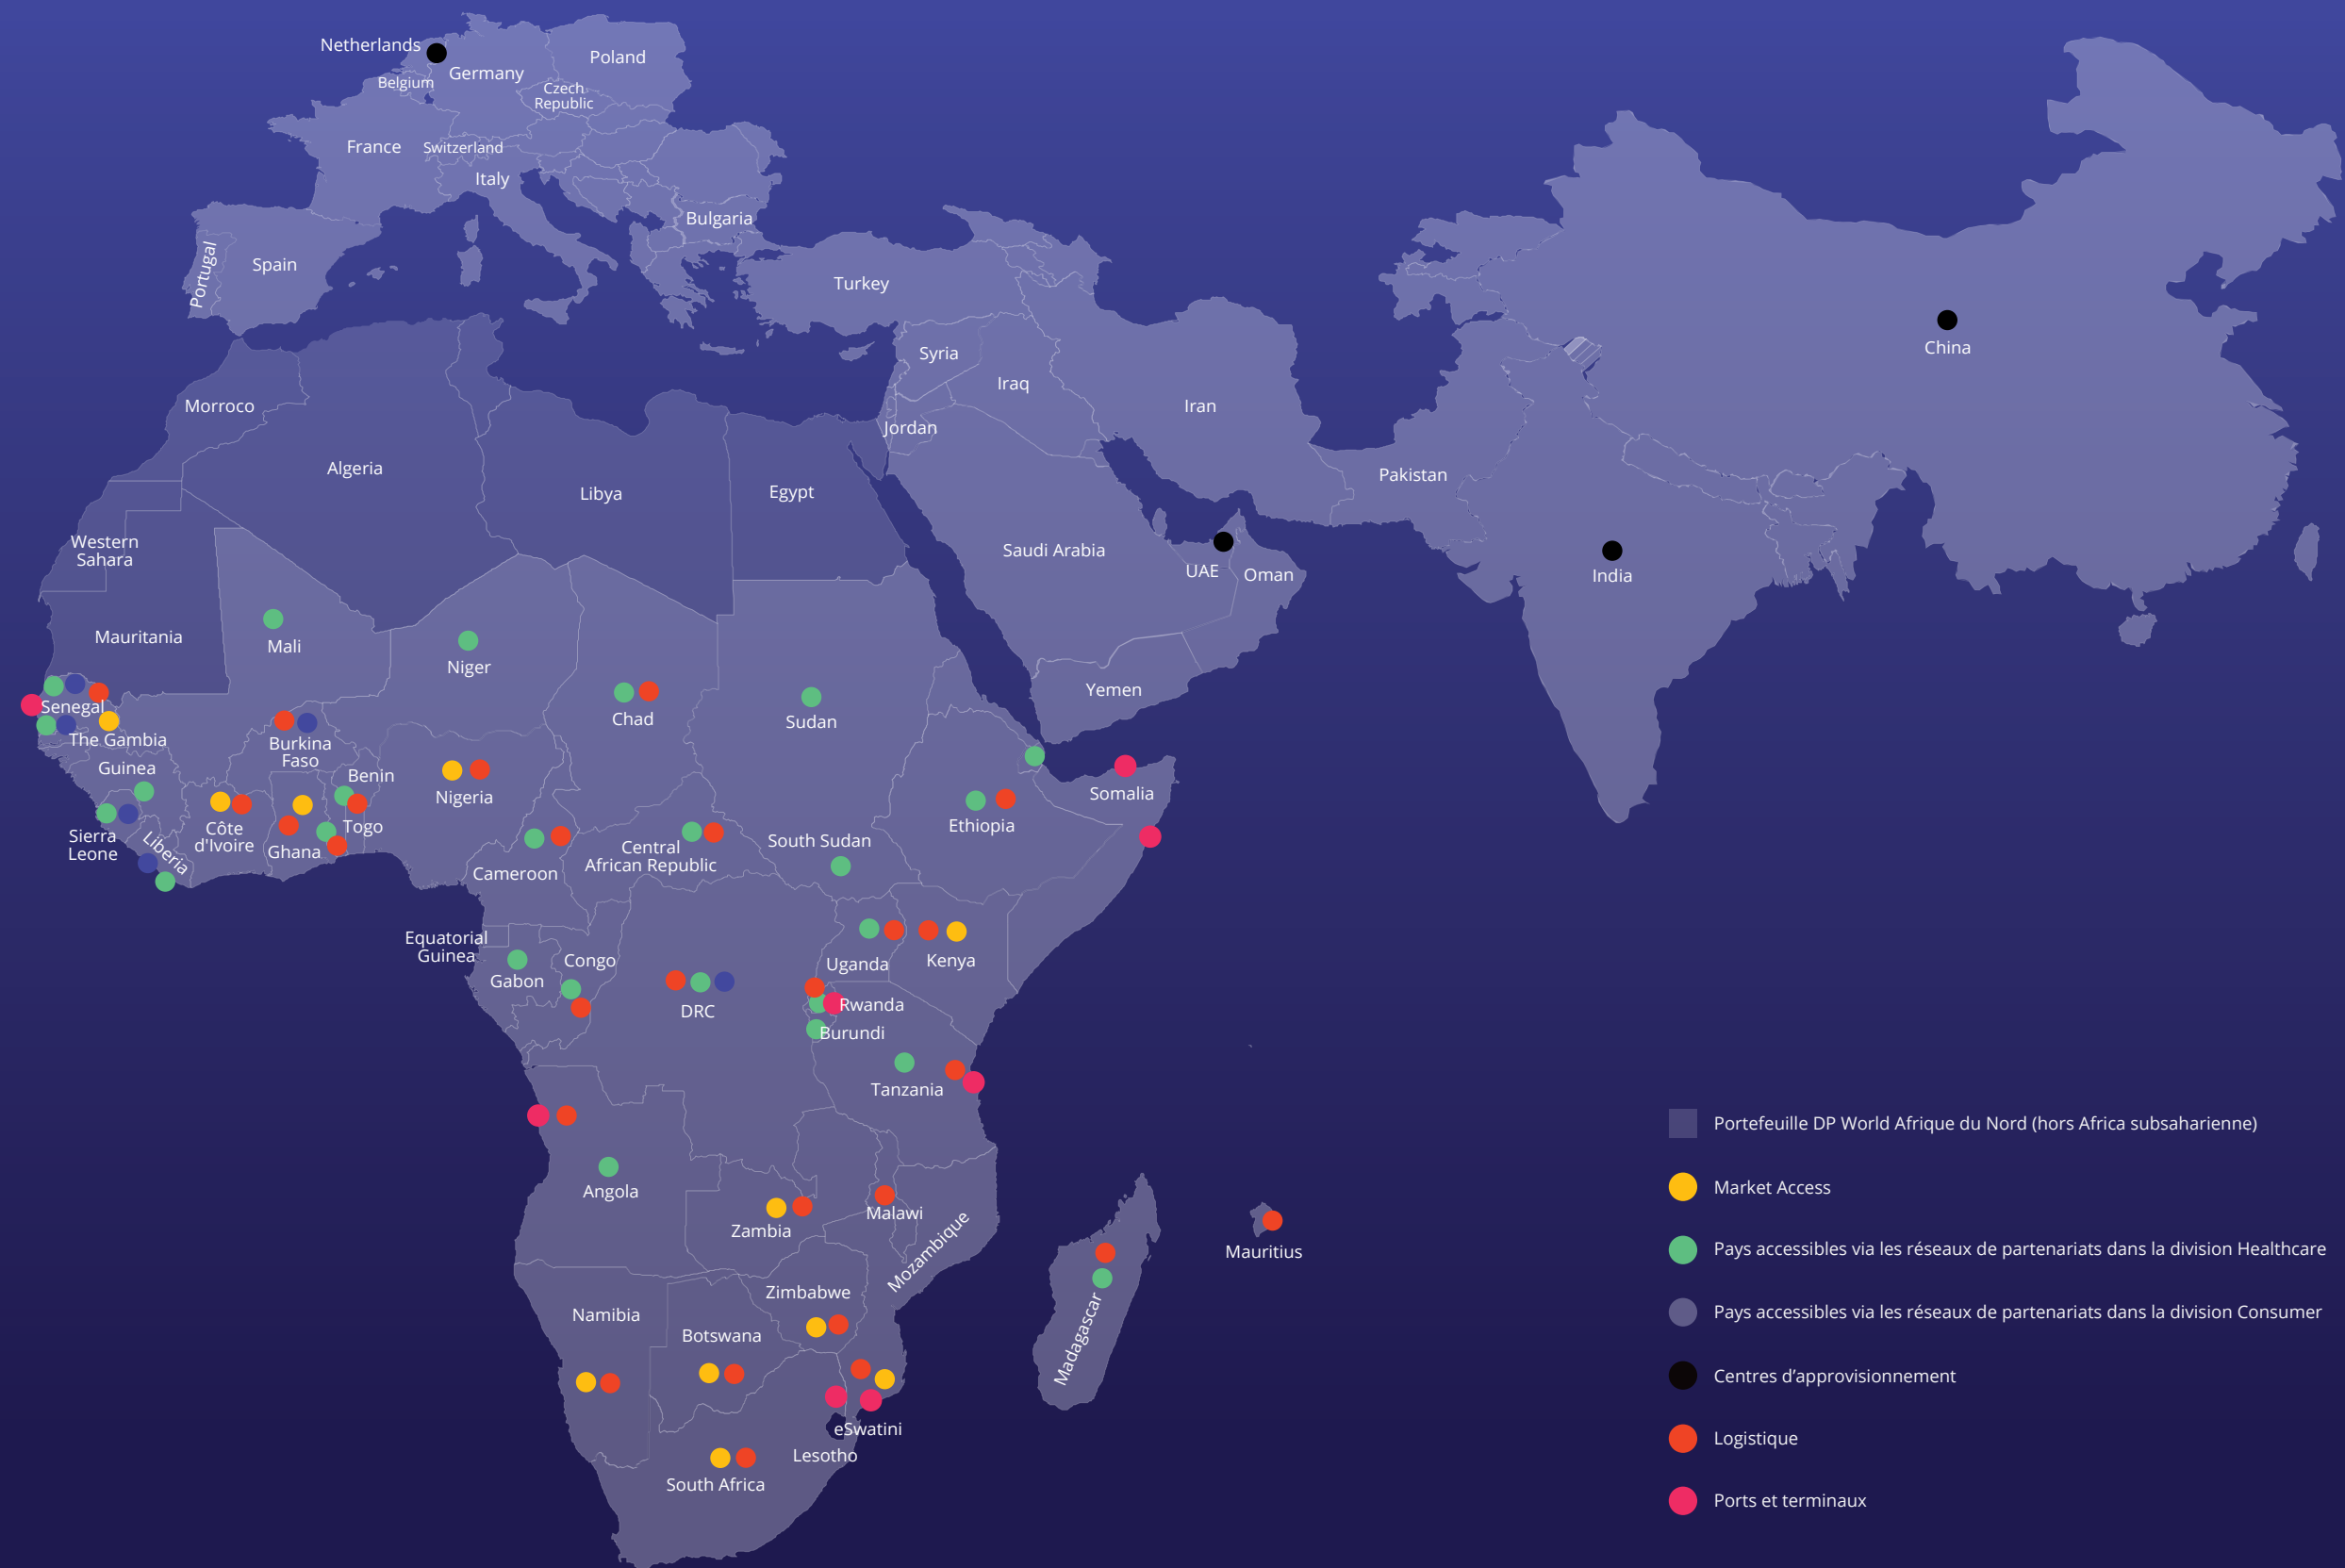 Netherlands
Poland
Germany
Belgium
Czech
Republic
France
Switzerland
Italy
Bulgaria
Portugal
Spain
Turkey
China
Syria
Iraq
Iran
Morroco
Jordan
Algeria
Pakistan
Libya
Egypt
Western
Sahara
Saudi Arabia
UAE
Oman
India
Mauritania
Mali
Niger
Yemen
Senegal
Chad
Sudan
The Gambia
Burkina
Faso
Guinea
Benin
Nigeria
Somalia
Côte
d'Ivoire
Togo
Ethiopia
Sierra
Leone
Liberia
Ghana
South Sudan
Central
African Republic
Cameroon
Equatorial
Guinea
Congo
Gabon
Uganda
Kenya
DRC
Rwanda
Burundi
Tanzania
Portefeuille DP World Afrique du Nord (hors Africa subsaharienne)
Angola
Market Access
Malawi
Zambia
Mozambique
Mauritius
Pays accessibles via les réseaux de partenariats dans la division Healthcare
Zimbabwe
Namibia
Pays accessibles via les réseaux de partenariats dans la division Consumer
Botswana
Madagascar
Centres d’approvisionnement
eSwatini
Logistique
Lesotho
South Africa
Ports et terminaux